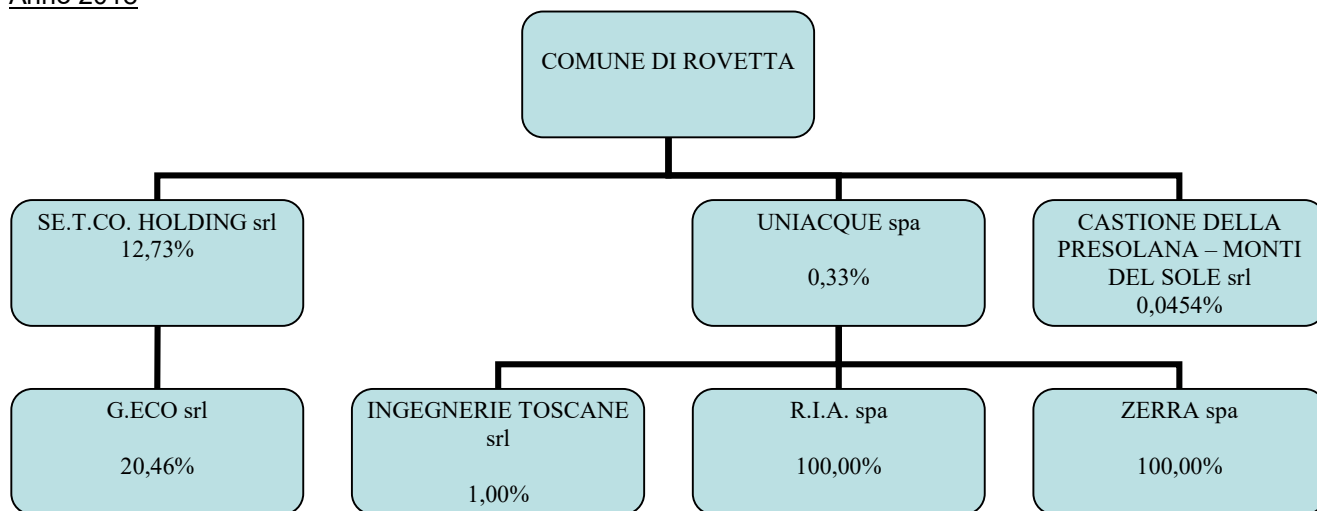 COMUNE DI ROVETTA
SE.T.CO. HOLDING srl
12,73%
UNIACQUE spa
0,33%
CASTIONE DELLA
PRESOLANA – MONTI
DEL SOLE srl
0,0454%
G.ECO srl
20,46%
INGEGNERIE TOSCANE
srl
1,00%
R.I.A. spa
100,00%
ZERRA spa
100,00%